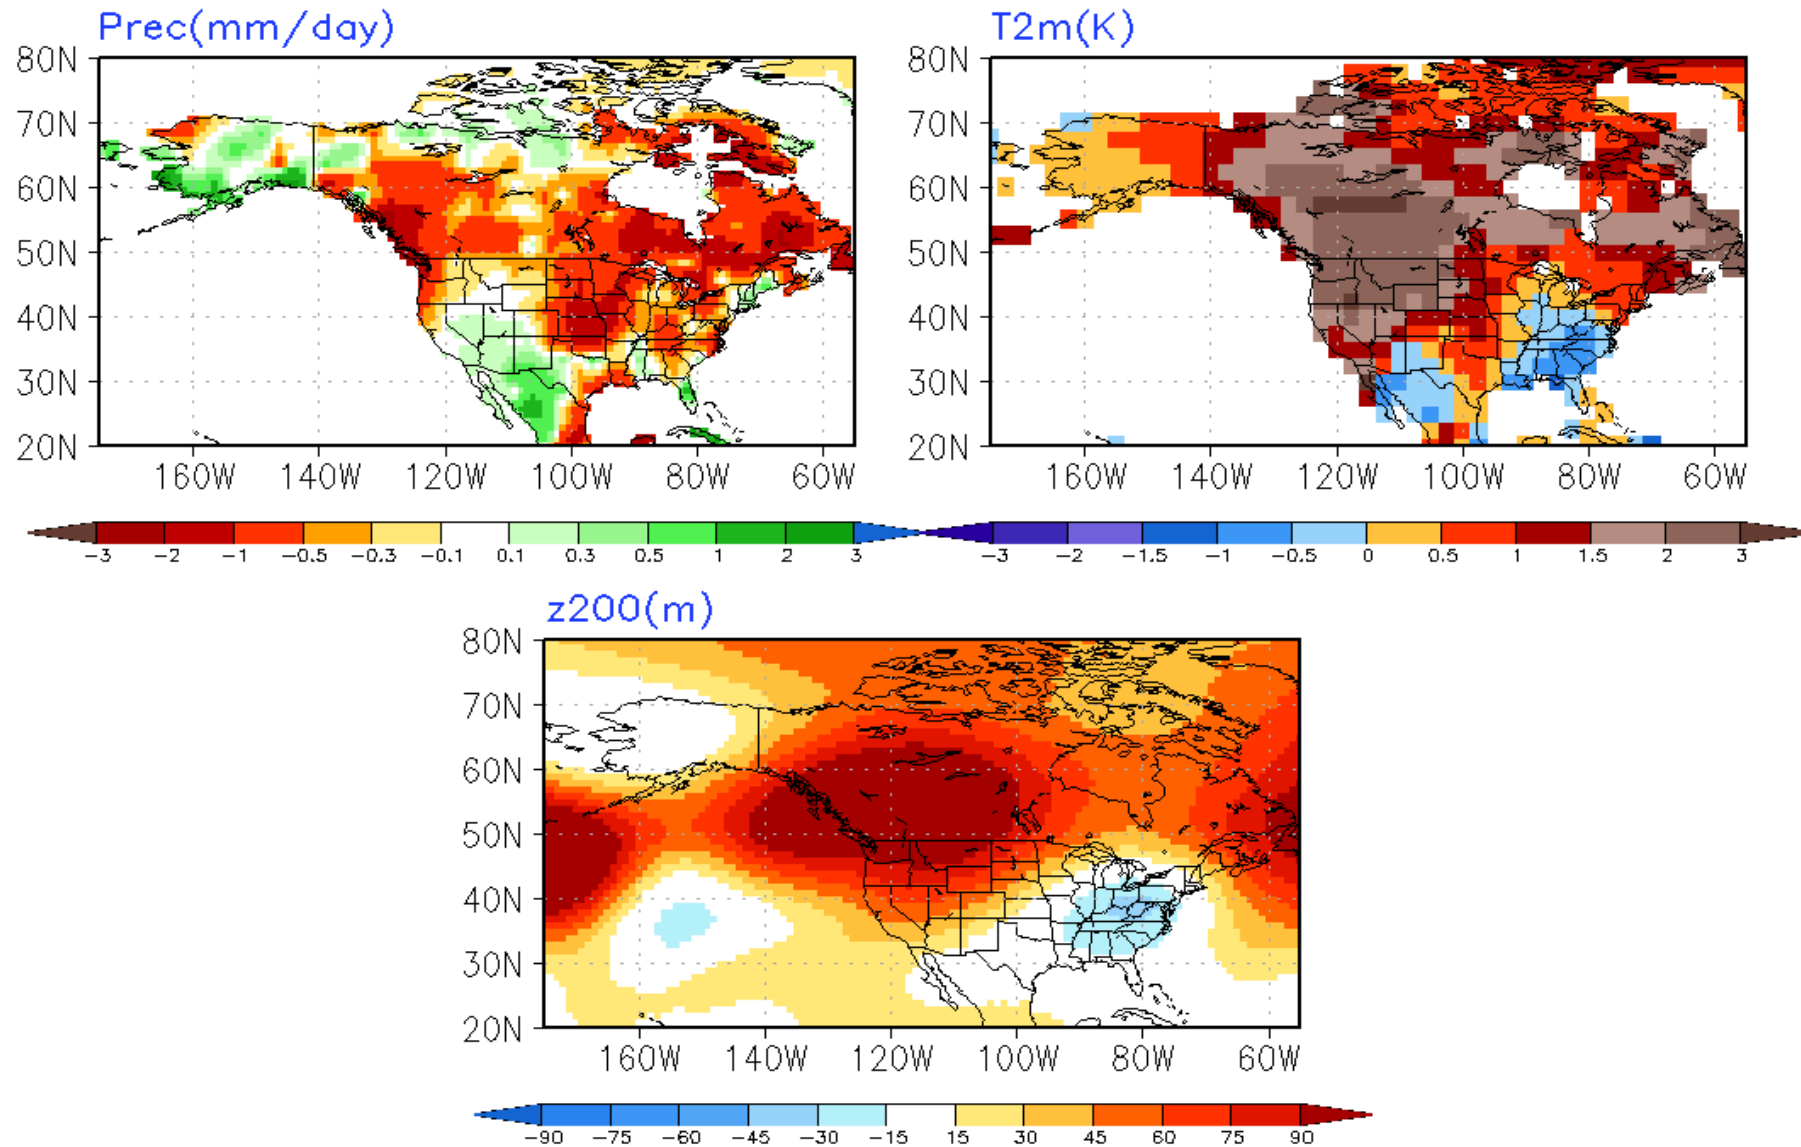 Prec(mm/day)
T2m(K)
80N
70N
60N
50N
40N
30N
20N
160W 140W 120W 100W 80W 60W
80N
70N
60N
50N
40N
30N
20N
160W 140W 120W 100W 80W 60W
-3 -2 -1 -0.5 -0.3 -0.1 0.1 0.3 0.5 1 2 3
-3 -2 -1.5 -1 -0.5 0 0.5 1 1.5 2 3
z200(m)
80N
70N
60N
50N
40N
30N
20N
160W 140W 120W 100W 80W 60W
-90 -75 -60 -45 -30 -15 15 30 45 60 75 90